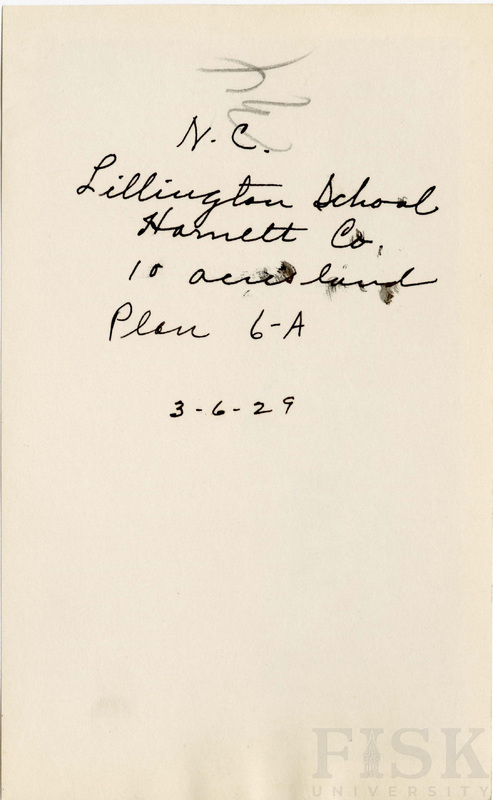 N. C.
Lillington School
Harnett Co.
10 acres land
Plan 6-A
3-6-29
FISK
UNIVERSITY